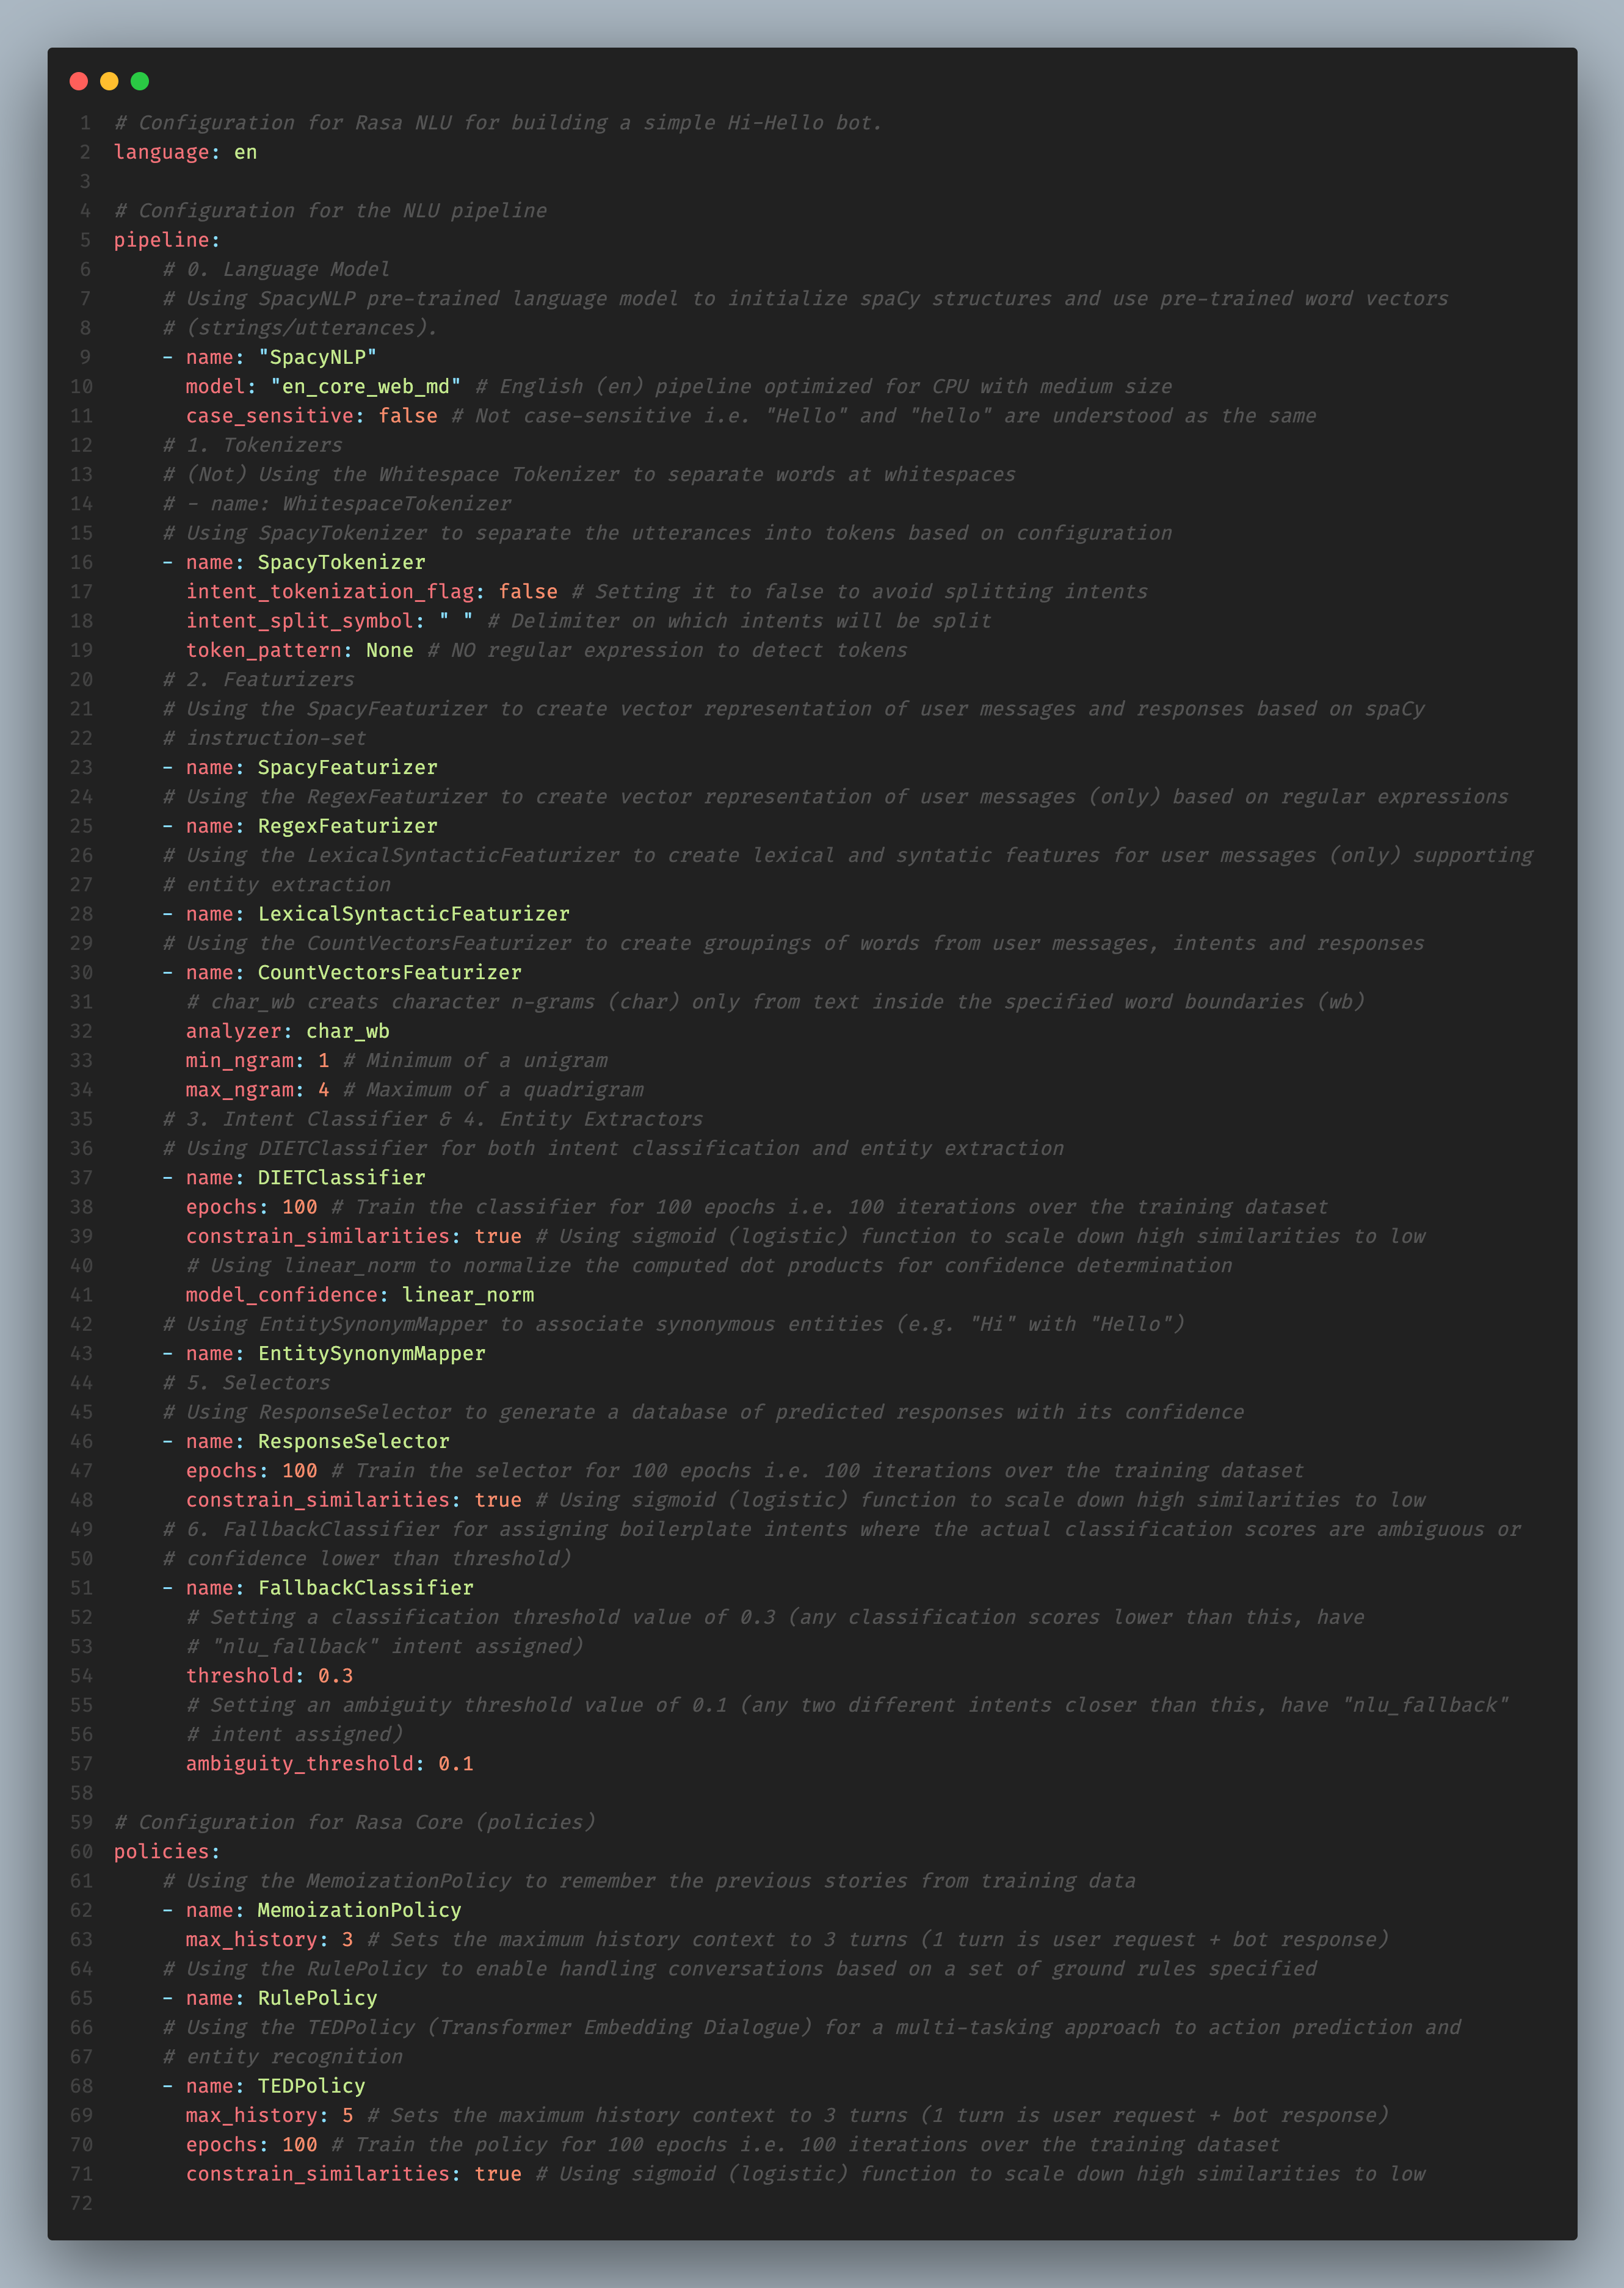 1 # Configuration for Rasa NLU for building a simple Hi-Hello bot.
2 language: en
3
4 # Configuration for the NLU pipeline
5 pipeline:
6     # 0. Language Model
7     # Using SpacyNLP pre-trained language model to initialize spaCy structures and use pre-trained word vectors
8     # (strings/utterances).
9     - name: "SpacyNLP"
10       model: "en_core_web_md" # English (en) pipeline optimized for CPU with medium size
11       case_sensitive: false # Not case-sensitive i.e. "Hello" and "hello" are understood as the same
12     # 1. Tokenizers
13     # (Not) Using the Whitespace Tokenizer to separate words at whitespaces
14     # - name: WhitespaceTokenizer
15     # Using SpacyTokenizer to separate the utterances into tokens based on configuration
16     - name: SpacyTokenizer
17       intent_tokenization_flag: false # Setting it to false to avoid splitting intents
18       intent_split_symbol: " " # Delimiter on which intents will be split
19       token_pattern: None # NO regular expression to detect tokens
20     # 2. Featurizers
21     # Using the SpacyFeaturizer to create vector representation of user messages and responses based on spaCy
22     # instruction-set
23     - name: SpacyFeaturizer
24     # Using the RegexFeaturizer to create vector representation of user messages (only) based on regular expressions
25     - name: RegexFeaturizer
26     # Using the LexicalSyntacticFeaturizer to create lexical and syntatic features for user messages (only) supporting
27     # entity extraction
28     - name: LexicalSyntacticFeaturizer
29     # Using the CountVectorsFeaturizer to create groupings of words from user messages, intents and responses
30     - name: CountVectorsFeaturizer
31       # char_wb creats character n-grams (char) only from text inside the specified word boundaries (wb)
32       analyzer: char_wb
33       min_ngram: 1 # Minimum of a unigram
34       max_ngram: 4 # Maximum of a quadrigram
35     # 3. Intent Classifier & 4. Entity Extractors
36     # Using DIETClassifier for both intent classification and entity extraction
37     - name: DIETClassifier
38       epochs: 100 # Train the classifier for 100 epochs i.e. 100 iterations over the training dataset
39       constrain_similarities: true # Using sigmoid (logistic) function to scale down high similarities to low
40       # Using linear_norm to normalize the computed dot products for confidence determination
41       model_confidence: linear_norm
42     # Using EntitySynonymMapper to associate synonymous entities (e.g. "Hi" with "Hello")
43     - name: EntitySynonymMapper
44     # 5. Selectors
45     # Using ResponseSelector to generate a database of predicted responses with its confidence
46     - name: ResponseSelector
47       epochs: 100 # Train the selector for 100 epochs i.e. 100 iterations over the training dataset
48       constrain_similarities: true # Using sigmoid (logistic) function to scale down high similarities to low
49     # 6. FallbackClassifier for assigning boilerplate intents where the actual classification scores are ambiguous or
50     # confidence lower than threshold)
51     - name: FallbackClassifier
52       # Setting a classification threshold value of 0.3 (any classification scores lower than this, have
53       # "nlu_fallback" intent assigned)
54       threshold: 0.3
55       # Setting an ambiguity threshold value of 0.1 (any two different intents closer than this, have "nlu_fallback"
56       # intent assigned)
57       ambiguity_threshold: 0.1
58
59 # Configuration for Rasa Core (policies)
60 policies:
61     # Using the MemoizationPolicy to remember the previous stories from training data
62     - name: MemoizationPolicy
63       max_history: 3 # Sets the maximum history context to 3 turns (1 turn is user request + bot response)
64     # Using the RulePolicy to enable handling conversations based on a set of ground rules specified
65     - name: RulePolicy
66     # Using the TEDPolicy (Transformer Embedding Dialogue) for a multi-tasking approach to action prediction and
67     # entity recognition
68     - name: TEDPolicy
69       max_history: 5 # Sets the maximum history context to 3 turns (1 turn is user request + bot response)
70       epochs: 100 # Train the policy for 100 epochs i.e. 100 iterations over the training dataset
71       constrain_similarities: true # Using sigmoid (logistic) function to scale down high similarities to low
72